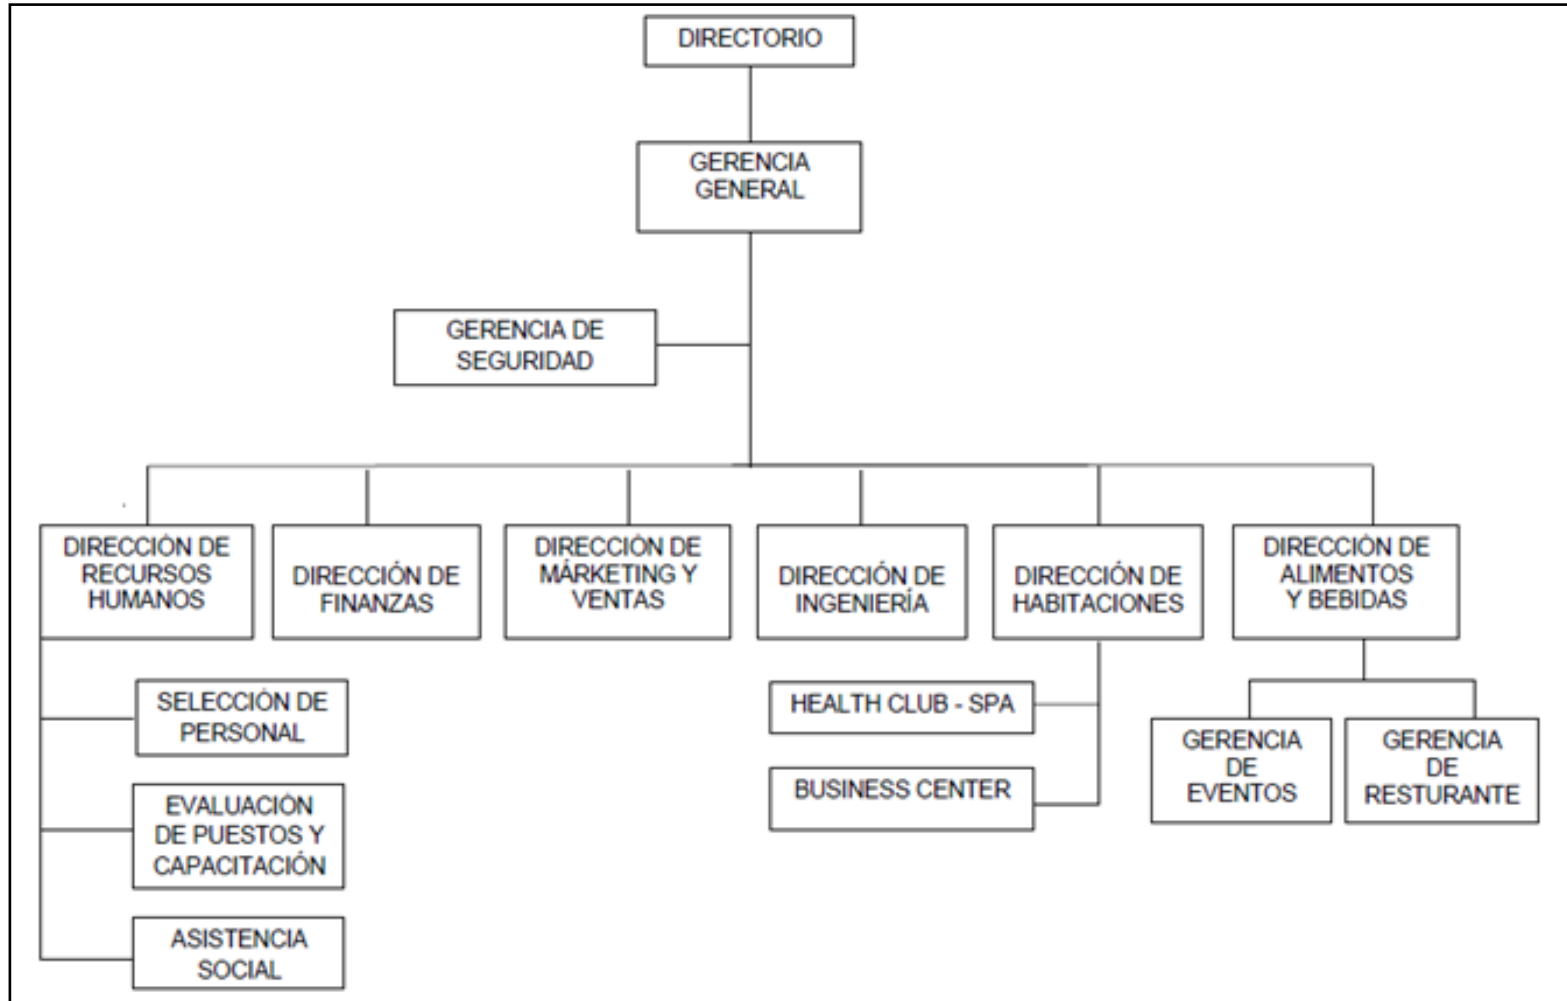 DIRECTORIO
GERENCIA
GENERAL
GERENCIA DE
SEGURIDAD
DIRECCIÓN DE
RECURSOS
HUMANOS
DIRECCIÓN DE
FINANZAS
DIRECCIÓN DE
MÁRKETING Y
VENTAS
DIRECCIÓN DE
INGENIERÍA
DIRECCIÓN DE
HABITACIONES
DIRECCIÓN DE
ALIMENTOS
Y BEBIDAS
SELECCIÓN DE
PERSONAL
EVALUACIÓN
DE PUESTOS Y
CAPACITACIÓN
ASISTENCIA
SOCIAL
HEALTH CLUB - SPA
BUSINESS CENTER
GERENCIA
DE
EVENTOS
GERENCIA
DE
RESTURANTE